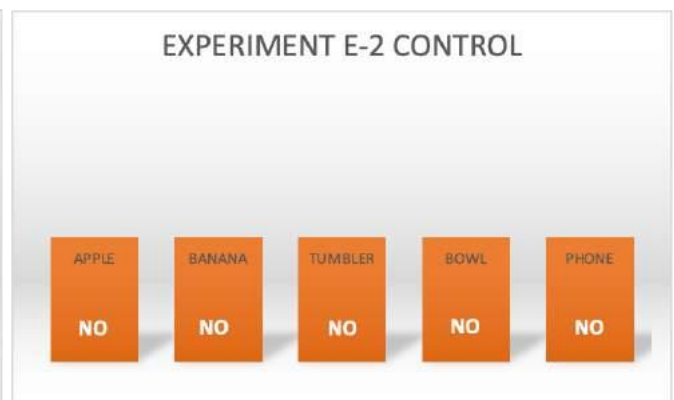 EXPERIMENT E-2 CONTROL
APPLE BANANA TUMBLER BOWL PHONE
NO NO NO NO NO